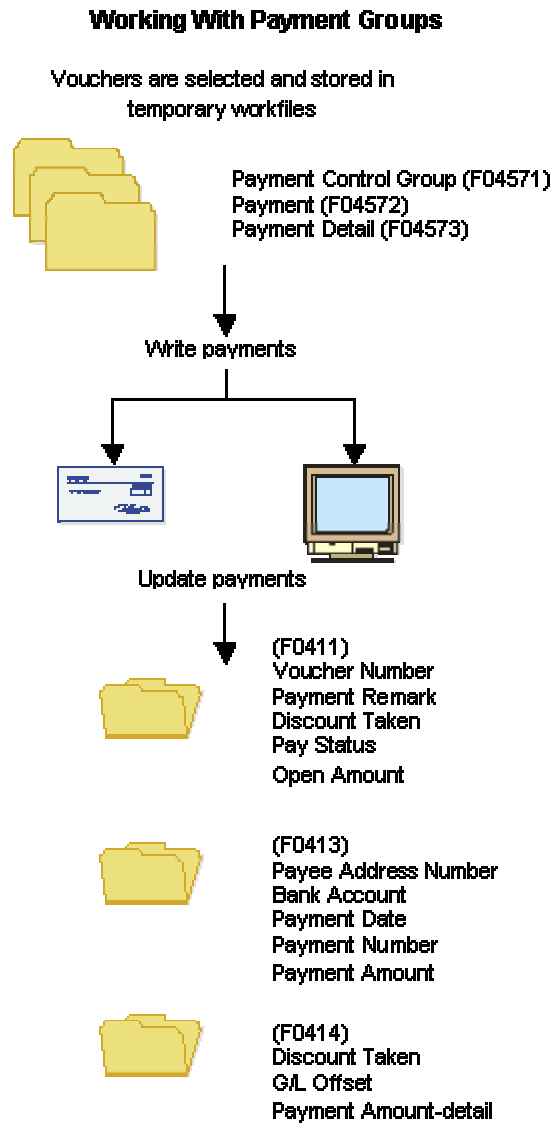 Working With Payment Groups
Vouchers are selected and stored in
temporary workfiles
Payment Control Group (F04571)
Payment (F04572)
Payment Detail (F04573)
Write payments
Update payments
(F0411)
Voucher Number
Payment Remark
Discount Taken
Pay Status
Open Amount
(F0413)
Payee Address Number
Bank Account
Payment Date
Payment Number
Payment Amount
(F0414)
Discount Taken
G/L Offset
Payment Amount-detail